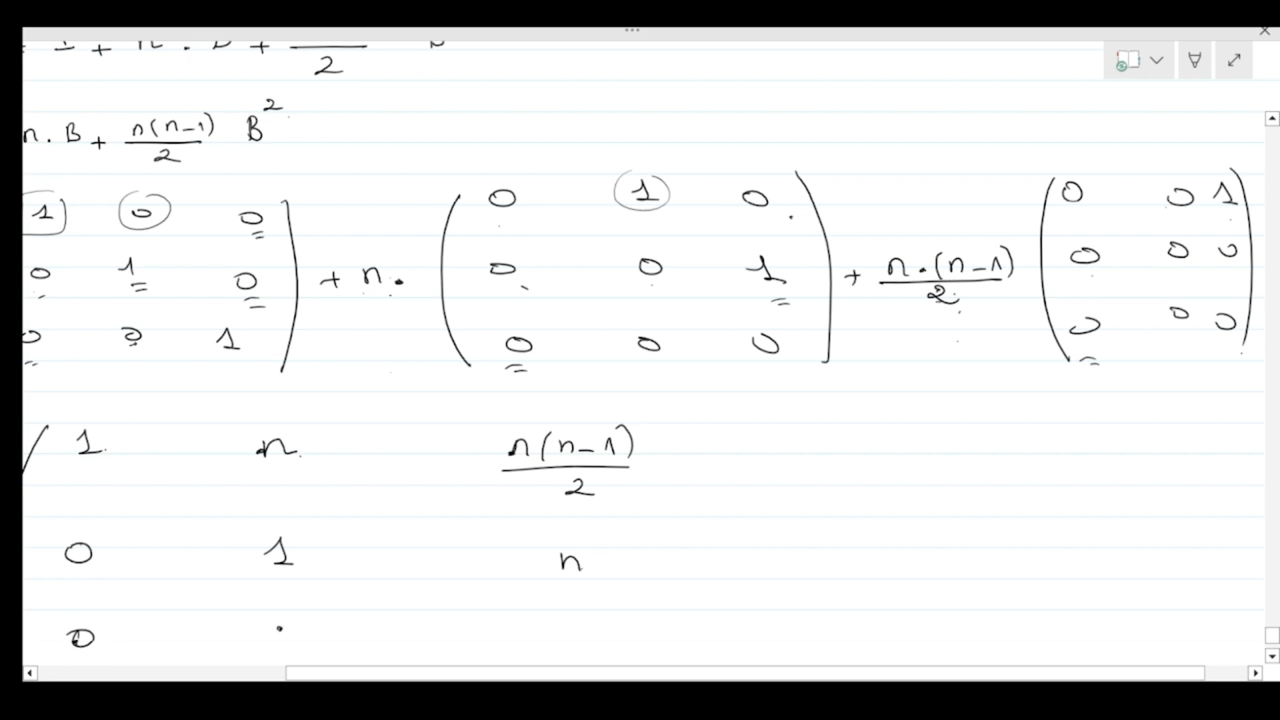 + n . B + 2
n . B + n(n-1)/2 B²
1 0 0 0 1 0 0 0 1
0 1 0 + n . 0 0 1 + n.(n-1)/2 0 0 0
0 0 1 0 0 0 0 0 0
1 n n(n-1)/2
0 1 n
0